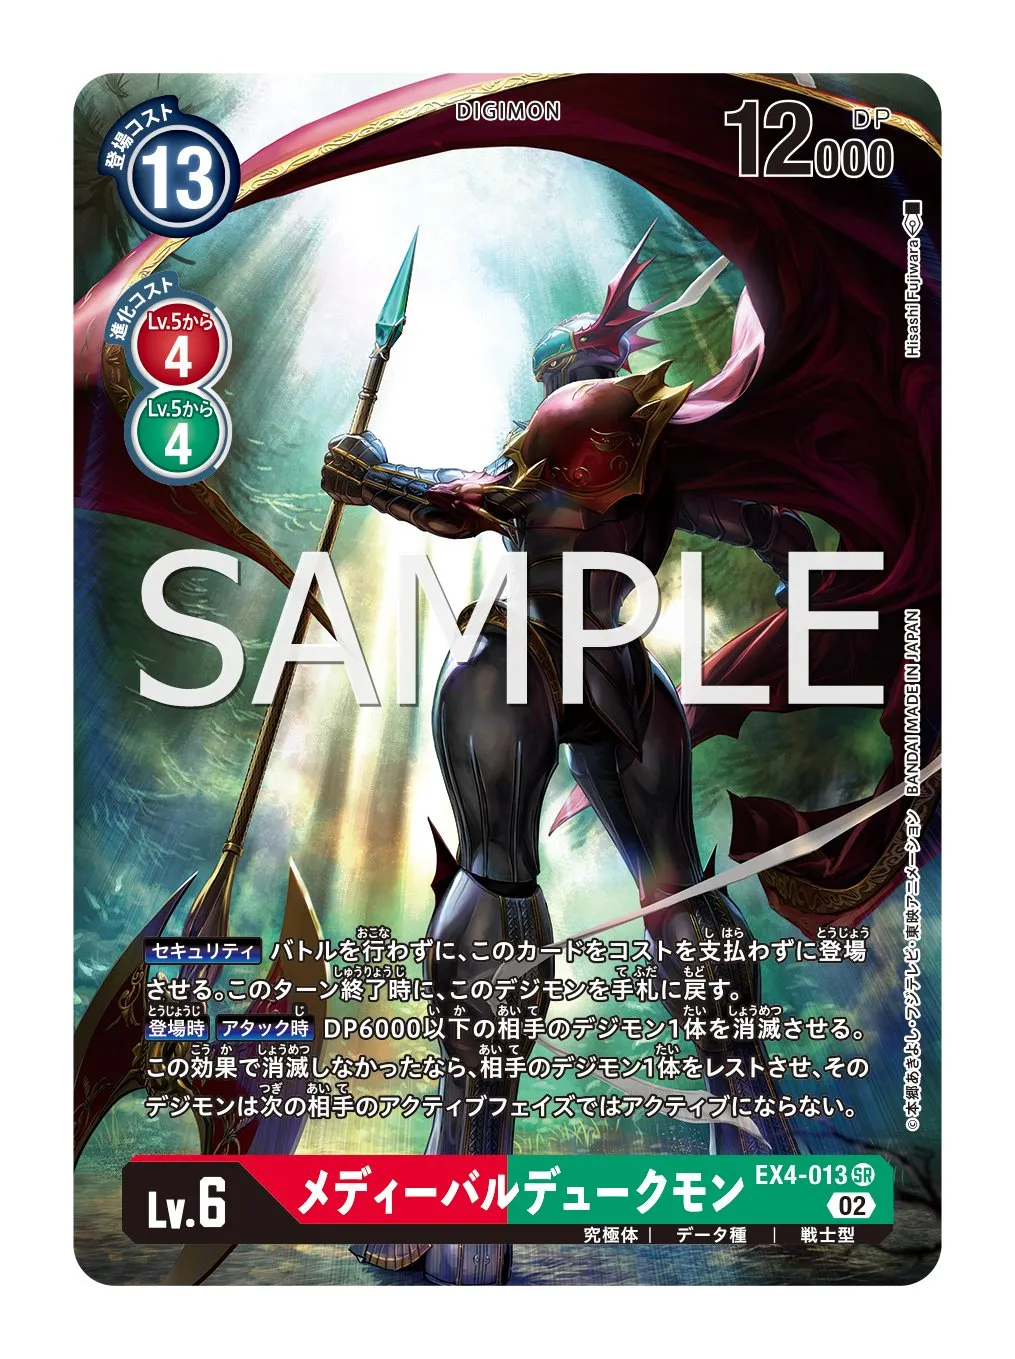 DIGIMON
登場コスト
13
12000
DP
進化コスト
Lv.5から
4
Lv.5から
4
Hisashi Fujiwara
SAMPLE
BANDAI MADE IN JAPAN
©本郷あきよし・フジテレビ・東映アニメーション
セキュリティ バトルを行わずに、このカードをコストを支払わずに登場
させる。このターン終了時に、このデジモンを手札に戻す。
登場時 アタック時 DP6000以下の相手のデジモン1体を消滅させる。
この効果で消滅しなかったなら、相手のデジモン1体をレストさせ、その
デジモンは次の相手のアクティブフェイズではアクティブにならない。
Lv.6
メディーバルデュークモン
EX4-013 SR
02
究極体 | データ種 | 戦士型